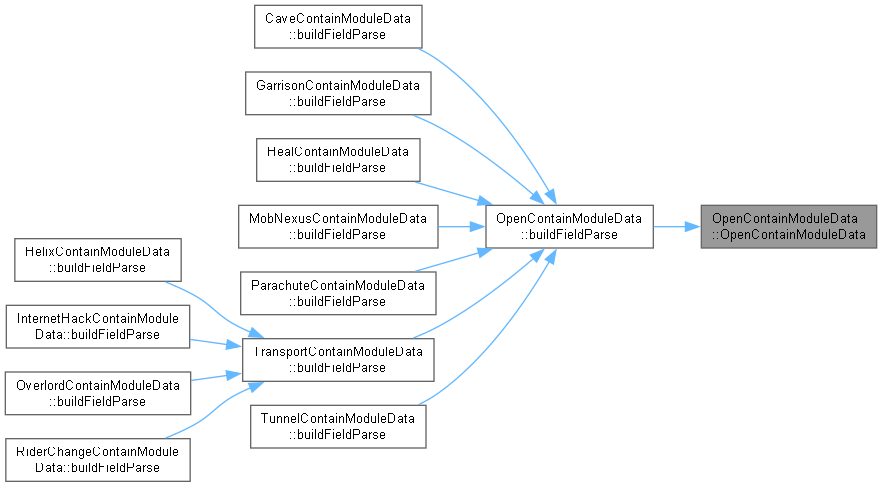 CaveContainModuleData
::buildFieldParse
GarrisonContainModuleData
::buildFieldParse
HealContainModuleData
::buildFieldParse
MobNexusContainModuleData
::buildFieldParse
OpenContainModuleData
::buildFieldParse
OpenContainModuleData
::OpenContainModuleData
HelixContainModuleData
::buildFieldParse
ParachuteContainModuleData
::buildFieldParse
InternetHackContainModule
Data::buildFieldParse
TransportContainModuleData
::buildFieldParse
OverlordContainModuleData
::buildFieldParse
TunnelContainModuleData
::buildFieldParse
RiderChangeContainModule
Data::buildFieldParse